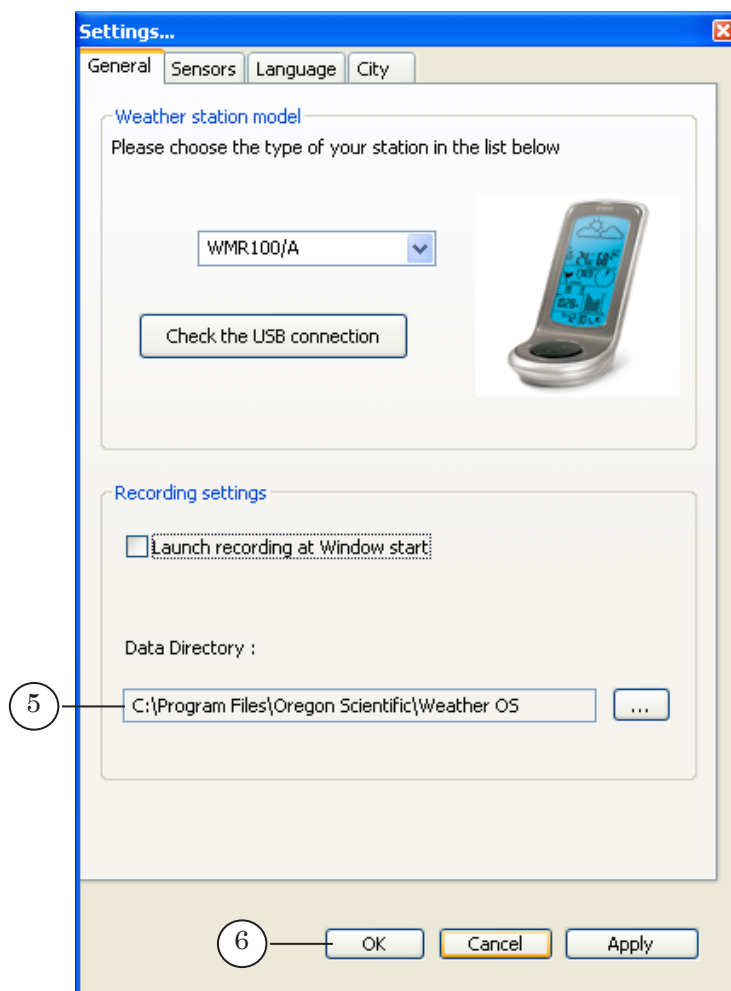 Settings...
General Sensors Language City
Weather station model
Please choose the type of your station in the list below
WMR100/A
Check the USB connection
Recording settings
Launch recording at Window start
Data Directory :
5 C:\Program Files\Oregon Scientific\Weather OS ...
6 OK Cancel Apply